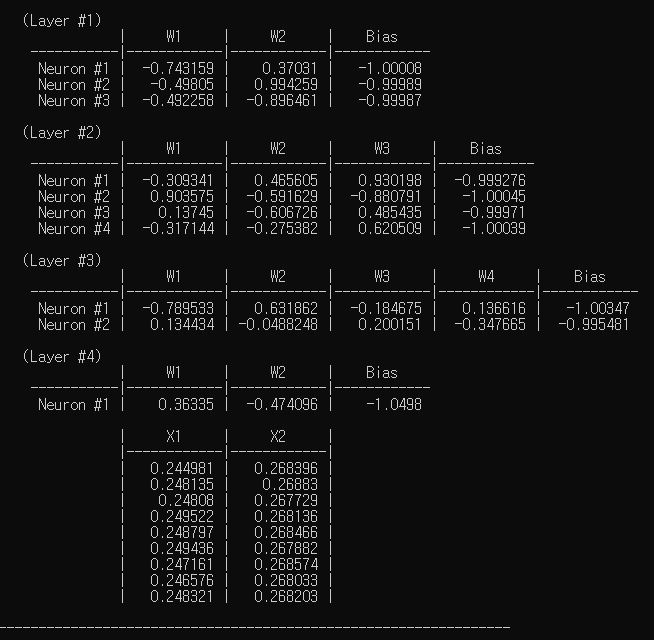 (Layer #1)
| W1 | W2 | Bias
-----------|------------|------------|------------
Neuron #1 | -0.743159 | 0.37031 | -1.00008
Neuron #2 | -0.49805 | 0.994259 | -0.99989
Neuron #3 | -0.492258 | -0.896461 | -0.99987
(Layer #2)
| W1 | W2 | W3 | Bias
-----------|------------|------------|------------|------------
Neuron #1 | -0.309341 | 0.465605 | 0.930198 | -0.999276
Neuron #2 | 0.903575 | -0.591629 | -0.880791 | -1.00045
Neuron #3 | 0.13745 | -0.606726 | 0.485435 | -0.99971
Neuron #4 | -0.317144 | -0.275382 | 0.620509 | -1.00039
(Layer #3)
| W1 | W2 | W3 | W4 | Bias
-----------|------------|------------|------------|------------|------------
Neuron #1 | -0.789533 | 0.631862 | -0.184675 | 0.136616 | -1.00347
Neuron #2 | 0.134434 | -0.0488248 | 0.200151 | -0.347665 | -0.995481
(Layer #4)
| W1 | W2 | Bias
-----------|------------|------------|------------
Neuron #1 | 0.36335 | -0.474096 | -1.0498
| X1 | X2 |
|------------|------------|
| 0.244981 | 0.268396 |
| 0.248135 | 0.26883 |
| 0.24808 | 0.267729 |
| 0.249522 | 0.268136 |
| 0.248797 | 0.268466 |
| 0.249436 | 0.267882 |
| 0.247161 | 0.268574 |
| 0.246576 | 0.268033 |
| 0.248321 | 0.268203 |
----------------------------------------------------------------